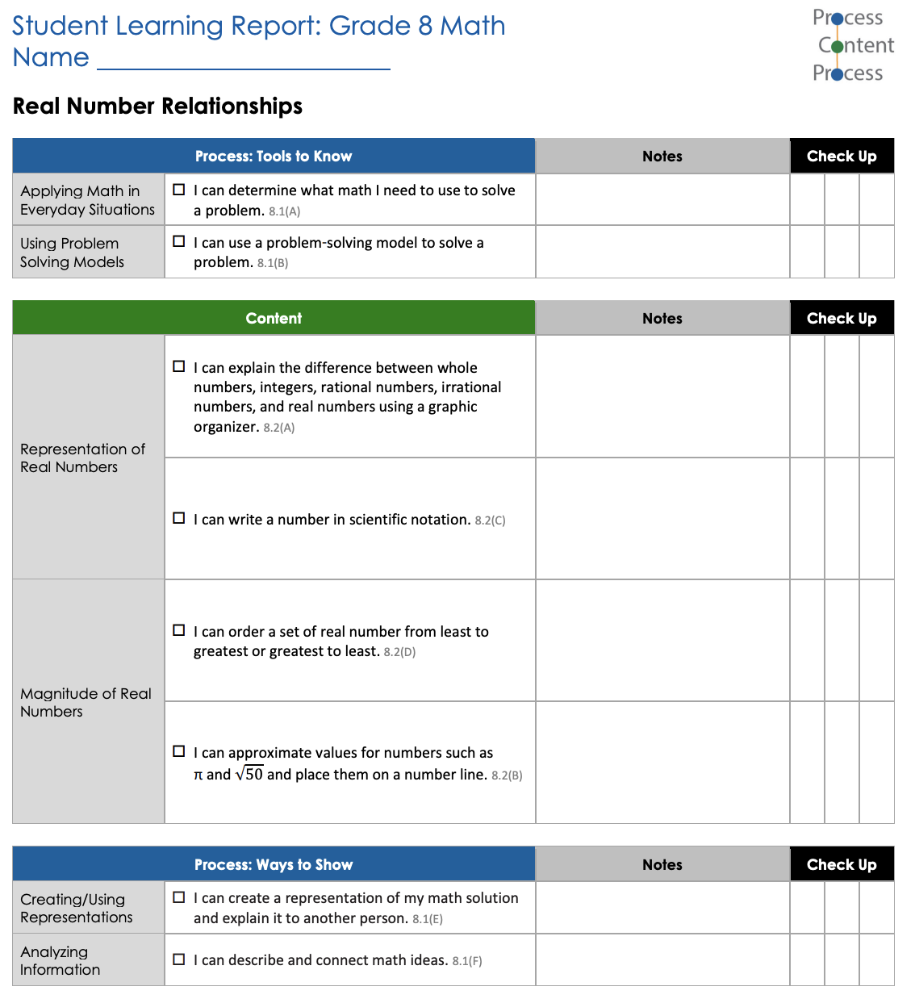 Student Learning Report: Grade 8 Math
Name ____________________
Process
Content
Process
Real Number Relationships
Process: Tools to Know
Notes
Check Up
Applying Math in
Everyday Situations
☐ I can determine what math I need to use to solve
a problem. 8.1(A)
Using Problem
Solving Models
☐ I can use a problem-solving model to solve a
problem. 8.1(B)
Content
Notes
Check Up
Representation of
Real Numbers
☐ I can explain the difference between whole
numbers, integers, rational numbers, irrational
numbers, and real numbers using a graphic
organizer. 8.2(A)
☐ I can write a number in scientific notation. 8.2(C)
Magnitude of Real
Numbers
☐ I can order a set of real number from least to
greatest or greatest to least. 8.2(D)
☐ I can approximate values for numbers such as
π and √50 and place them on a number line. 8.2(B)
Process: Ways to Show
Notes
Check Up
Creating/Using
Representations
☐ I can create a representation of my math solution
and explain it to another person. 8.1(E)
Analyzing
Information
☐ I can describe and connect math ideas. 8.1(F)